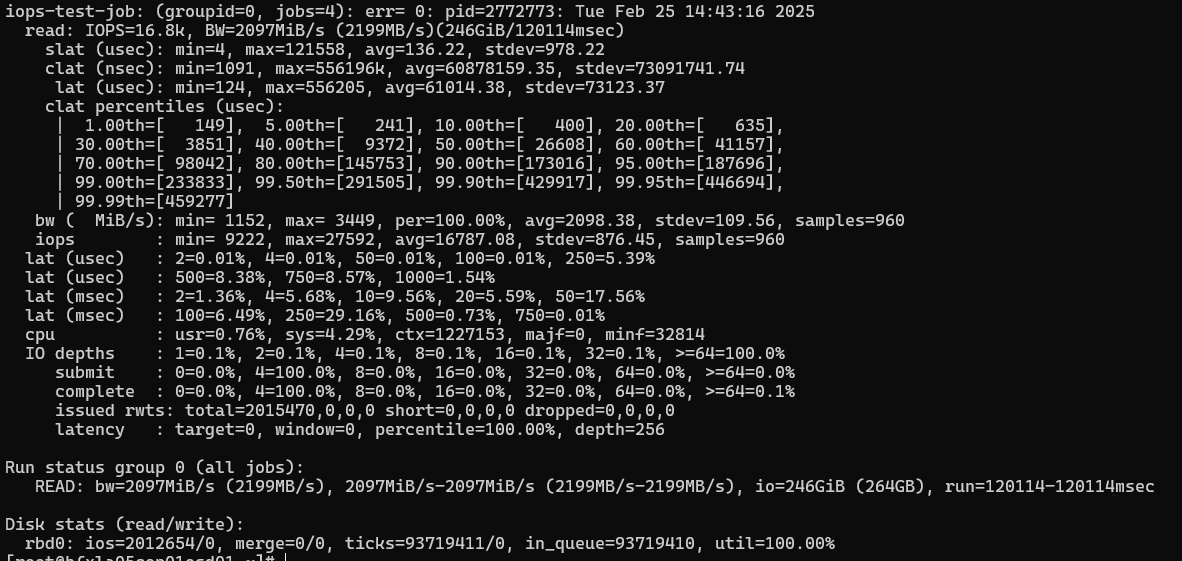 iops-test-job: (groupid=0, jobs=4): err= 0: pid=2772773: Tue Feb 25 14:43:16 2025
  read: IOPS=16.8k, BW=2097MiB/s (2199MB/s)(246GiB/120114msec)
    slat (usec): min=4, max=121558, avg=136.22, stdev=978.22
    clat (nsec): min=1091, max=556196k, avg=60878159.35, stdev=73091741.74
     lat (usec): min=124, max=556205, avg=61014.38, stdev=73123.37
    clat percentiles (usec):
     |  1.00th=[   149],  5.00th=[   241], 10.00th=[   400], 20.00th=[   635],
     | 30.00th=[  3851], 40.00th=[  9372], 50.00th=[ 26608], 60.00th=[ 41157],
     | 70.00th=[ 98042], 80.00th=[145753], 90.00th=[173016], 95.00th=[187696],
     | 99.00th=[233833], 99.50th=[291505], 99.90th=[429917], 99.95th=[446694],
     | 99.99th=[459277]
   bw (  MiB/s): min= 1152, max= 3449, per=100.00%, avg=2098.38, stdev=109.56, samples=960
   iops        : min= 9222, max=27592, avg=16787.08, stdev=876.45, samples=960
  lat (usec)   : 2=0.01%, 4=0.01%, 50=0.01%, 100=0.01%, 250=5.39%
  lat (usec)   : 500=8.38%, 750=8.57%, 1000=1.54%
  lat (msec)   : 2=1.36%, 4=5.68%, 10=9.56%, 20=5.59%, 50=17.56%
  lat (msec)   : 100=6.49%, 250=29.16%, 500=0.73%, 750=0.01%
  cpu          : usr=0.76%, sys=4.29%, ctx=1227153, majf=0, minf=32814
  IO depths    : 1=0.1%, 2=0.1%, 4=0.1%, 8=0.1%, 16=0.1%, 32=0.1%, >=64=100.0%
     submit    : 0=0.0%, 4=100.0%, 8=0.0%, 16=0.0%, 32=0.0%, 64=0.0%, >=64=0.0%
     complete  : 0=0.0%, 4=100.0%, 8=0.0%, 16=0.0%, 32=0.0%, 64=0.0%, >=64=0.1%
     issued rwts: total=2015470,0,0,0 short=0,0,0,0 dropped=0,0,0,0
     latency   : target=0, window=0, percentile=100.00%, depth=256

Run status group 0 (all jobs):
   READ: bw=2097MiB/s (2199MB/s), 2097MiB/s-2097MiB/s (2199MB/s-2199MB/s), io=246GiB (264GB), run=120114-120114msec

Disk stats (read/write):
  rbd0: ios=2012654/0, merge=0/0, ticks=93719411/0, in_queue=93719410, util=100.00%